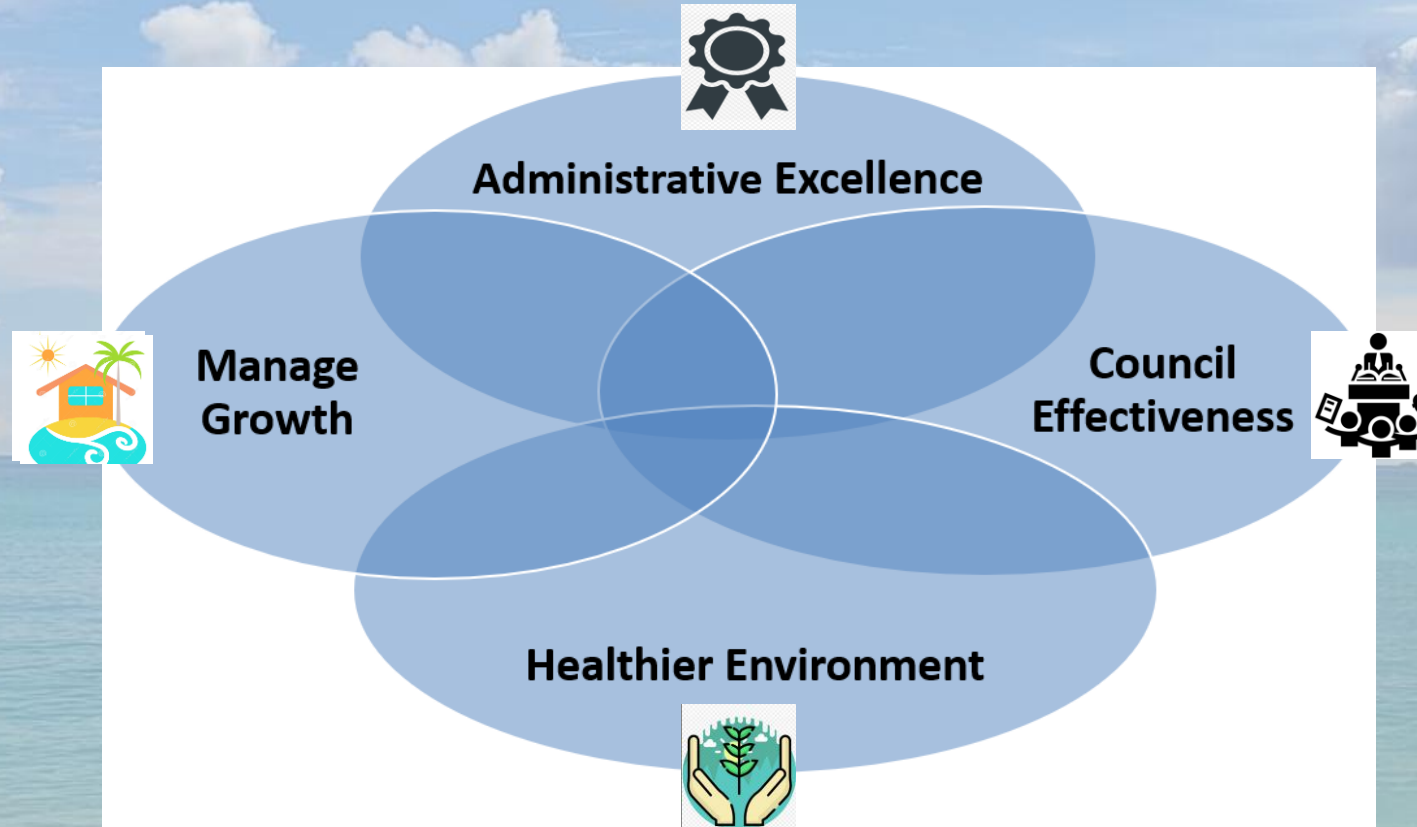 Administrative Excellence
Manage
Growth
Council
Effectiveness
Healthier Environment